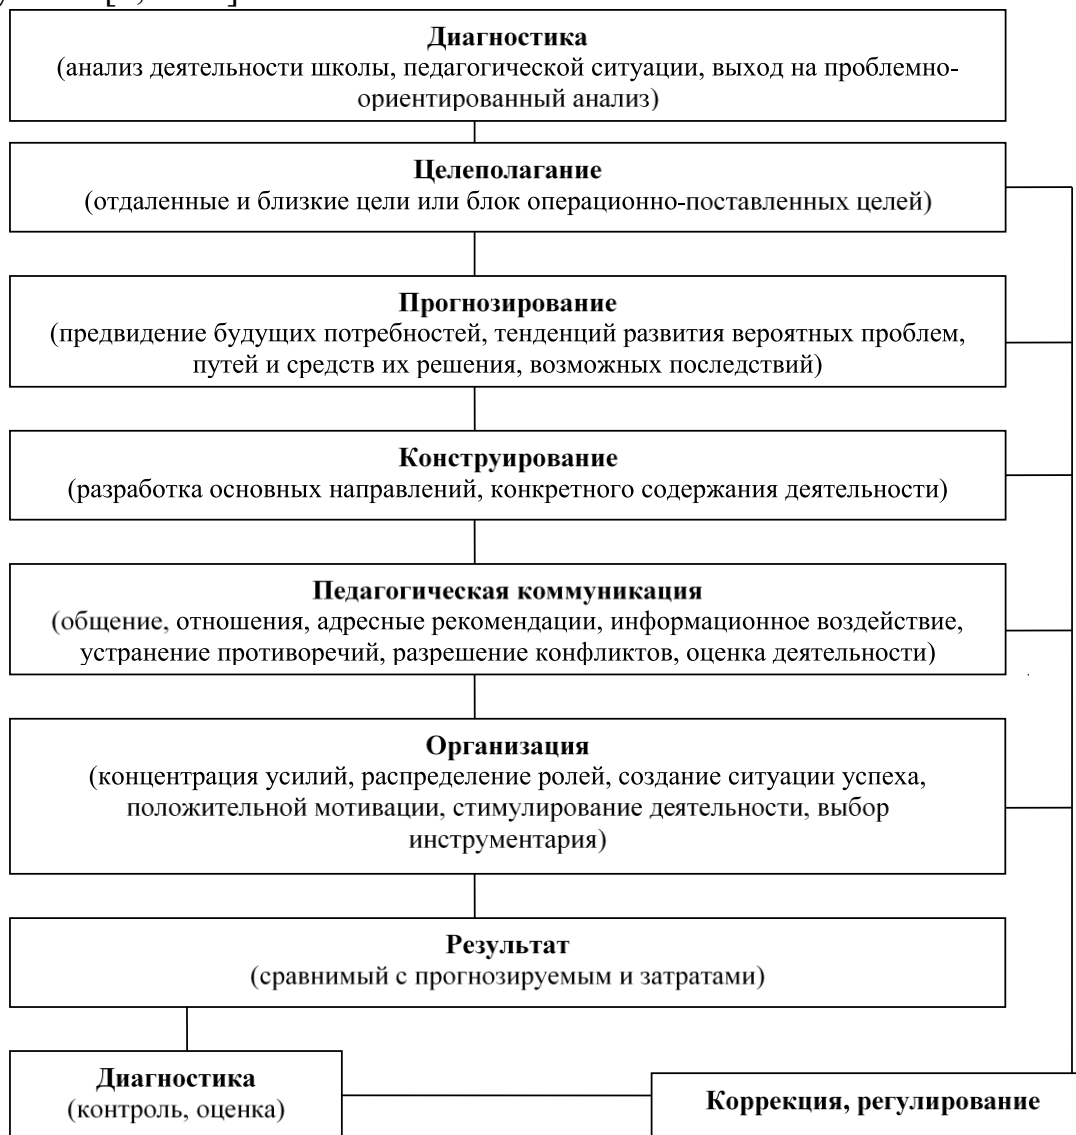 Диагностика
(анализ деятельности школы, педагогической ситуации, выход на проблемно-
ориентированный анализ)
Целеполагание
(отдаленные и близкие цели или блок операционно-поставленных целей)
Прогнозирование
(предвидение будущих потребностей, тенденций развития вероятных проблем,
путей и средств их решения, возможных последствий)
Конструирование
(разработка основных направлений, конкретного содержания деятельности)
Педагогическая коммуникация
(общение, отношения, адресные рекомендации, информационное воздействие,
устранение противоречий, разрешение конфликтов, оценка деятельности)
Организация
(концентрация усилий, распределение ролей, создание ситуации успеха,
положительной мотивации, стимулирование деятельности, выбор
инструментария)
Результат
(сравнимый с прогнозируемым и затратами)
Диагностика
(контроль, оценка)
Коррекция, регулирование